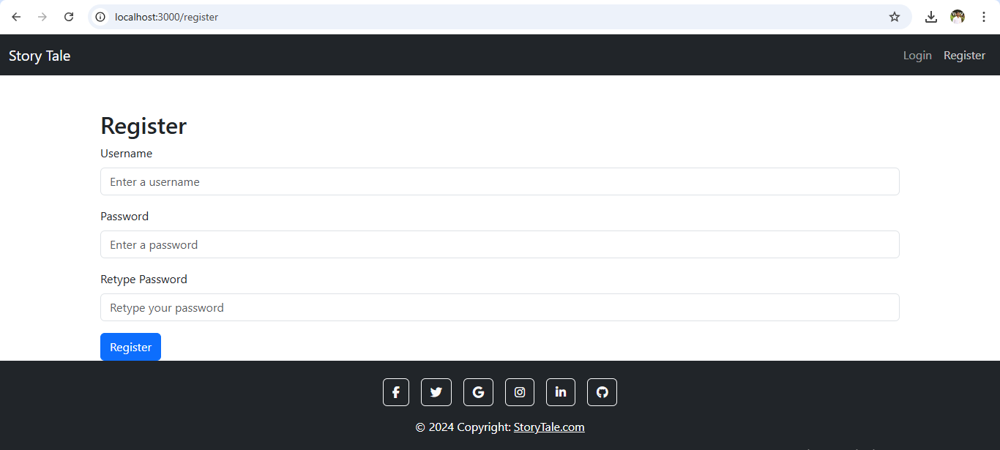 localhost:3000/register
Story Tale
Login Register
Register
Username
Enter a username
Password
Enter a password
Retype Password
Retype your password
Register
© 2024 Copyright: StoryTale.com